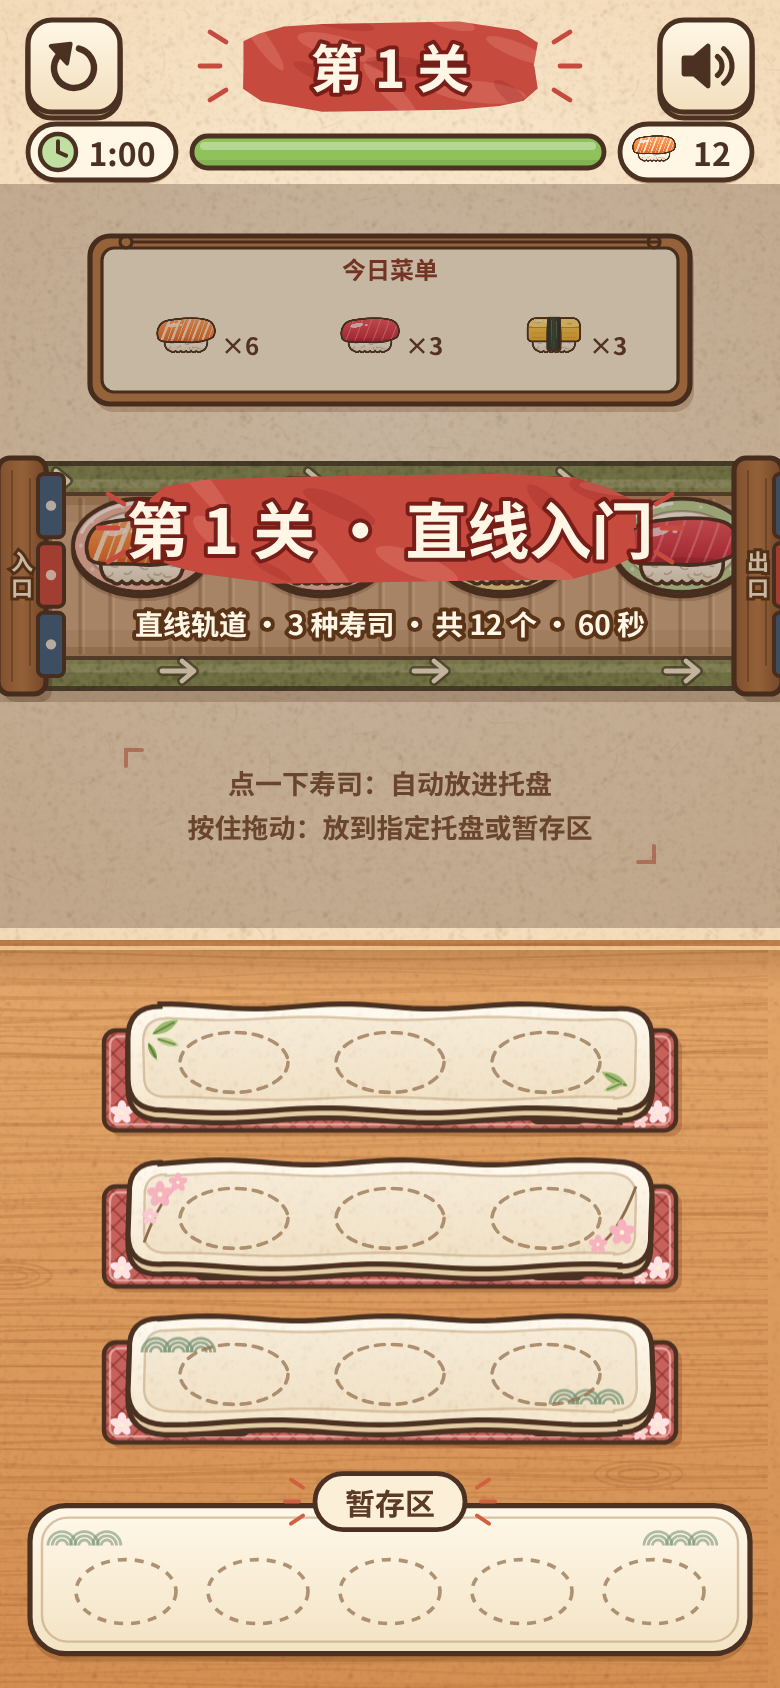 第1关
1:00
12
今日菜单
×6
×3
×3
入口
出口
第1关·直线入门
直线轨道·3种寿司·共12个·60秒
点一下寿司：自动放进托盘
按住拖动：放到指定托盘或暂存区
暂存区